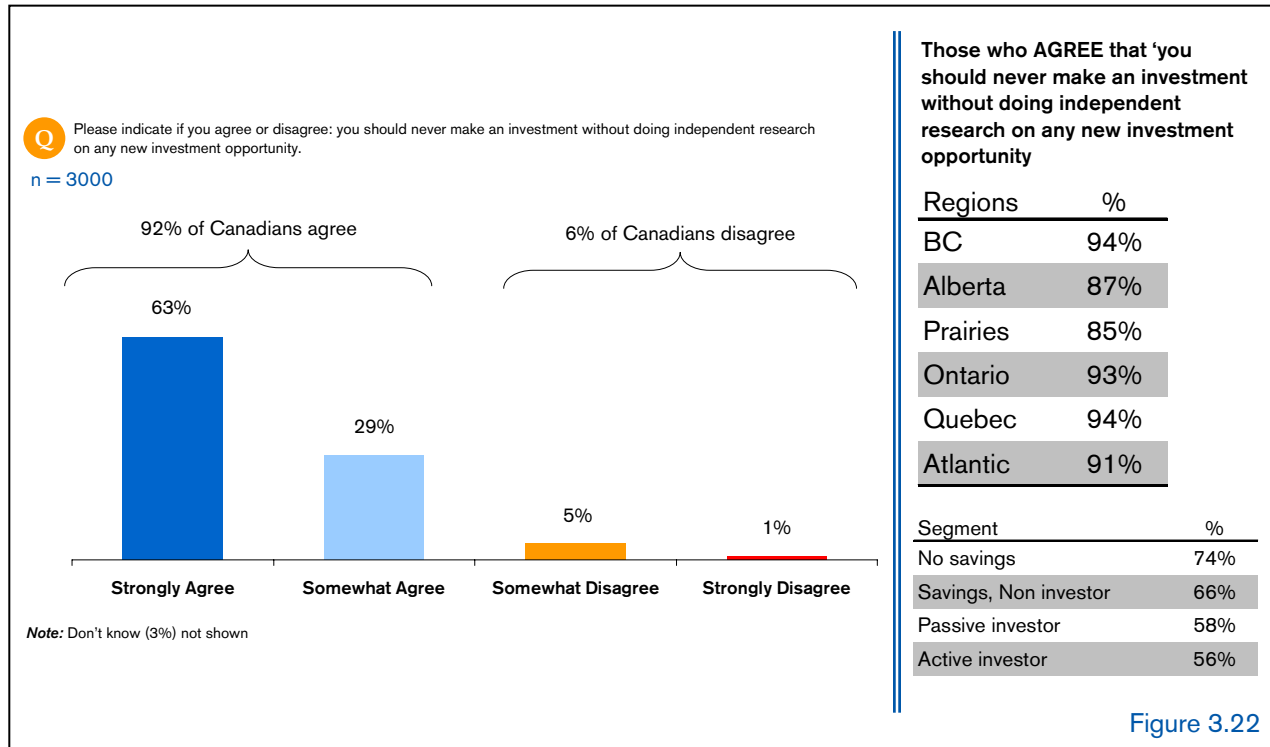 Q
Please indicate if you agree or disagree: you should never make an investment without doing independent research
on any new investment opportunity.
n = 3000
92% of Canadians agree
6% of Canadians disagree
63%
29%
5%
1%
Strongly Agree
Somewhat Agree
Somewhat Disagree
Strongly Disagree
Note: Don't know (3%) not shown
Those who AGREE that ‘you
should never make an investment
without doing independent
research on any new investment
opportunity
Regions %
BC 94%
Alberta 87%
Prairies 85%
Ontario 93%
Quebec 94%
Atlantic 91%
Segment %
No savings 74%
Savings, Non investor 66%
Passive investor 58%
Active investor 56%
Figure 3.22